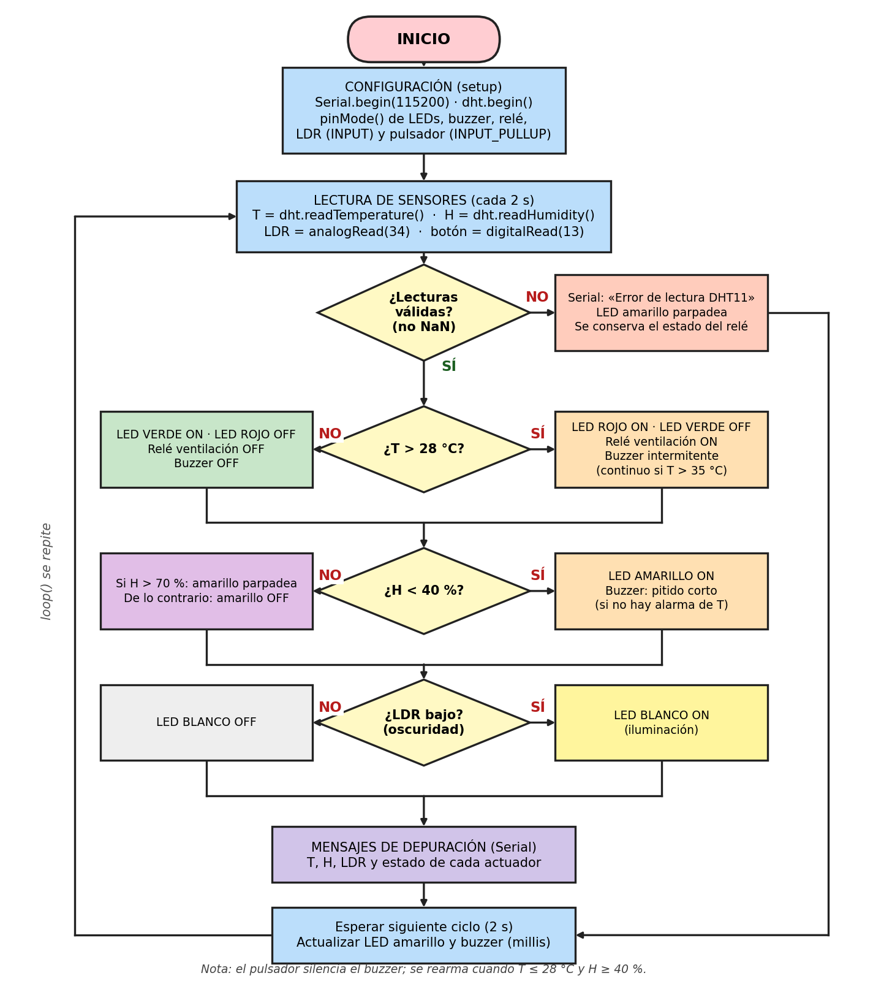 INICIO
CONFIGURACIÓN (setup)
Serial.begin(115200) · dht.begin()
pinMode() de LEDs, buzzer, relé,
LDR (INPUT) y pulsador (INPUT_PULLUP)
LECTURA DE SENSORES (cada 2 s)
T = dht.readTemperature()  ·  H = dht.readHumidity()
LDR = analogRead(34)  ·  botón = digitalRead(13)
¿Lecturas
válidas?
(no NaN)
NO
Serial: «Error de lectura DHT11»
LED amarillo parpadea
Se conserva el estado del relé
SÍ
LED VERDE ON · LED ROJO OFF
Relé ventilación OFF
Buzzer OFF
NO
¿T > 28 °C?
SÍ
LED ROJO ON · LED VERDE OFF
Relé ventilación ON
Buzzer intermitente
(continuo si T > 35 °C)
loop() se repite
Si H > 70 %: amarillo parpadea
De lo contrario: amarillo OFF
NO
¿H < 40 %?
SÍ
LED AMARILLO ON
Buzzer: pitido corto
(si no hay alarma de T)
LED BLANCO OFF
NO
¿LDR bajo?
(oscuridad)
SÍ
LED BLANCO ON
(iluminación)
MENSAJES DE DEPURACIÓN (Serial)
T, H, LDR y estado de cada actuador
Esperar siguiente ciclo (2 s)
Actualizar LED amarillo y buzzer (millis)
Nota: el pulsador silencia el buzzer; se rearma cuando T ≤ 28 °C y H ≥ 40 %.